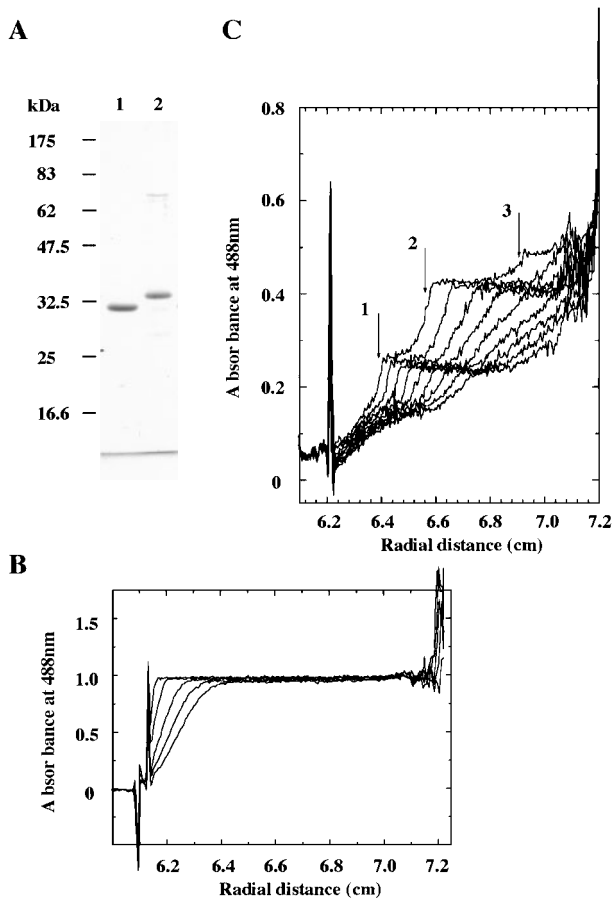 A
C
kDa 1 2
175
83
62
47.5
32.5
25
16.6
A bsor bance at 488nm
0.8
0.6
0.4
0.2
0
1
2
3
6.2 6.4 6.6 6.8 7.0 7.2
Radial distance (cm)
B
A bsor bance at 488nm
1.5
1.0
0.5
0
6.2 6.4 6.6 6.8 7.0 7.2
Radial distance (cm)